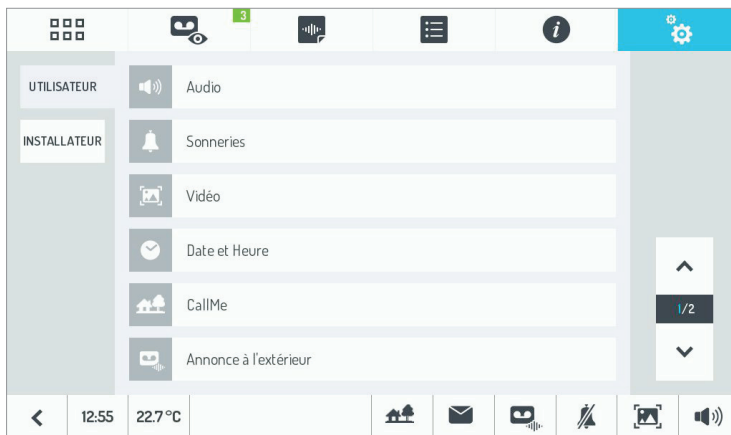 3
i
UTILISATEUR
Audio
INSTALLATEUR
Sonneries
Vidéo
Date et Heure
CallMe
1/2
Annonce à l'extérieur
12:55
22.7 °C